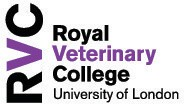 RVC
Royal
Veterinary
College
University of London